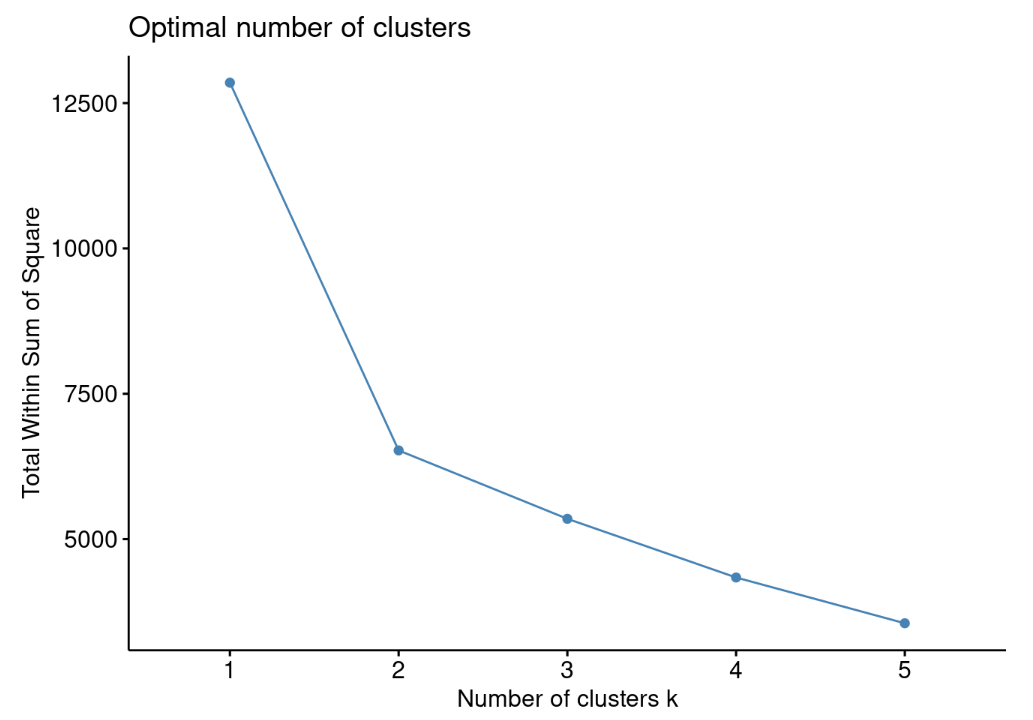 Optimal number of clusters
Total Within Sum of Square
12500
10000
7500
5000
1 2 3 4 5
Number of clusters k